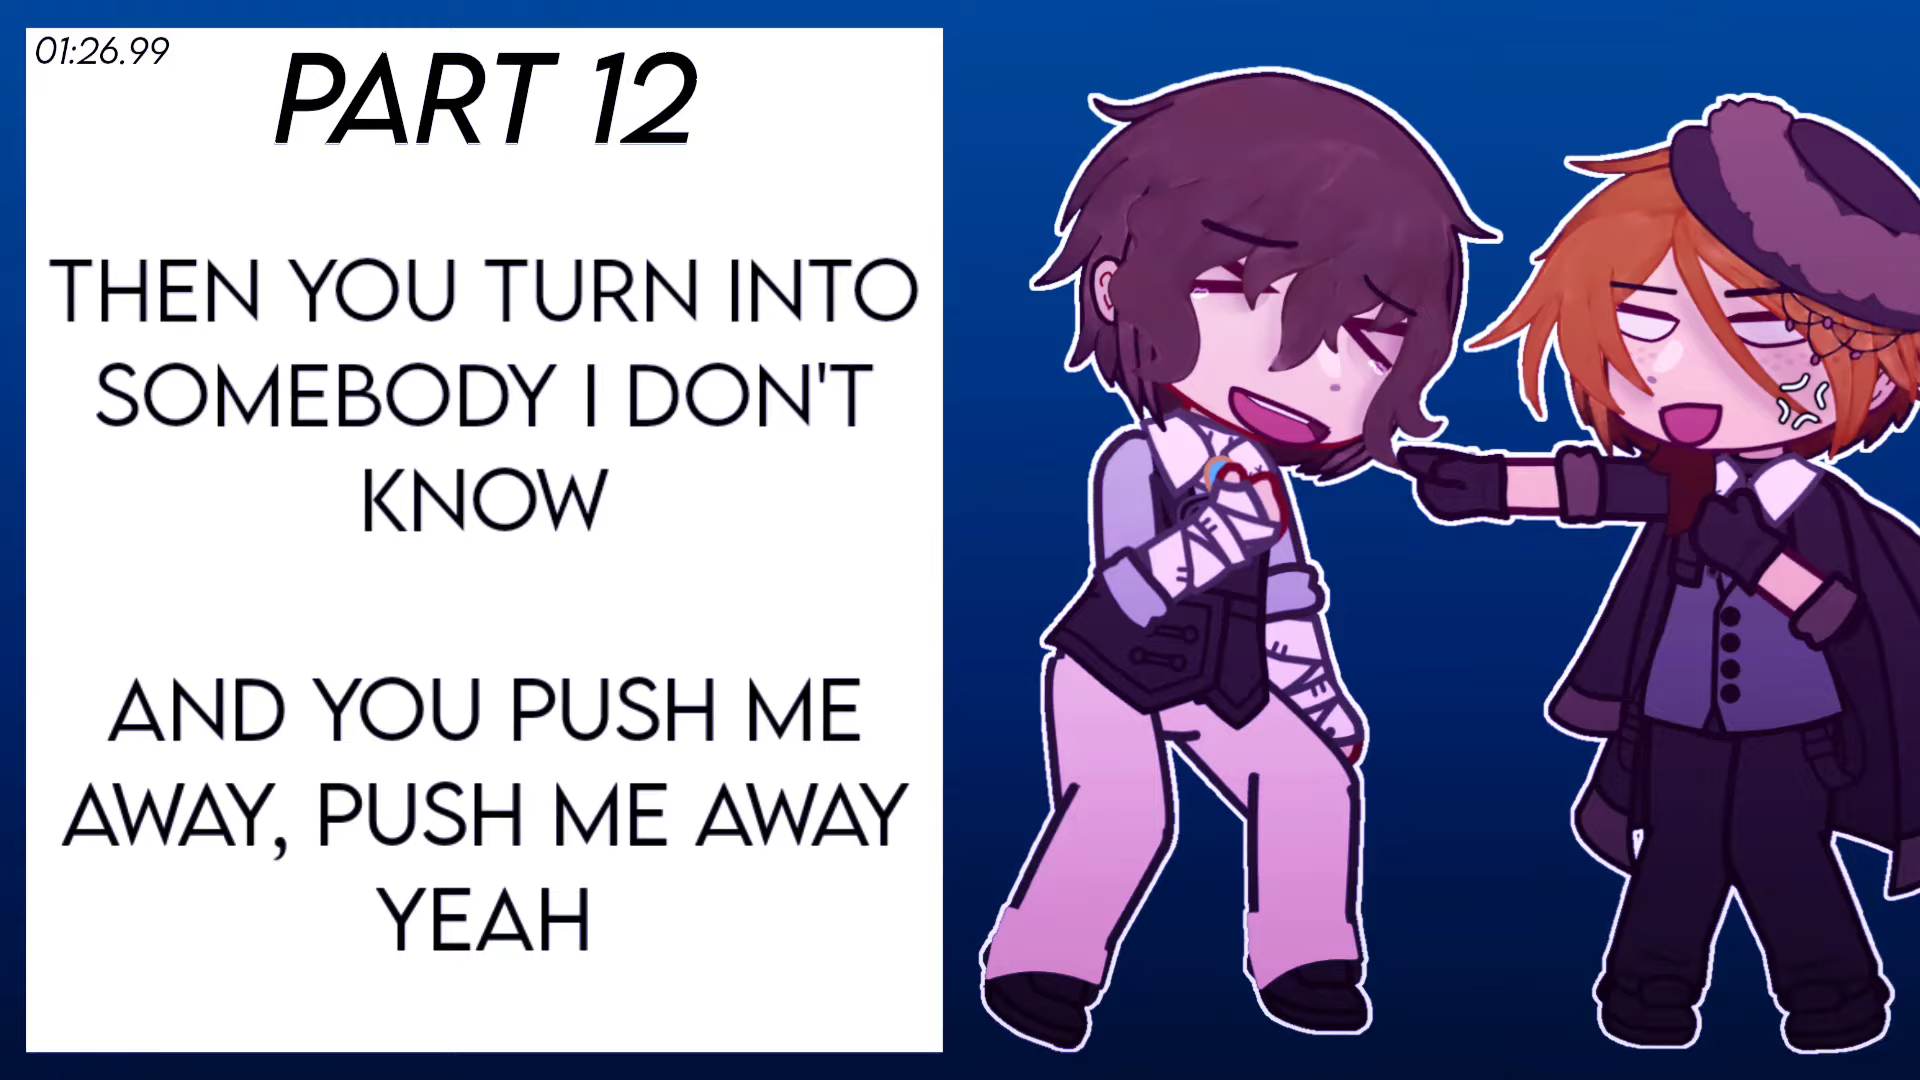 01:26.99
PART 12
THEN YOU TURN INTO
SOMEBODY I DON'T
KNOW
AND YOU PUSH ME
AWAY, PUSH ME AWAY
YEAH